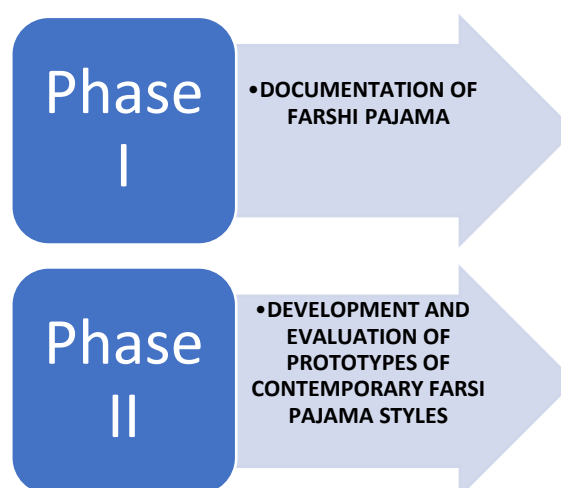 Phase
I
•DOCUMENTATION OF
FARSHI PAJAMA
Phase
II
•DEVELOPMENT AND
EVALUATION OF
PROTOTYPES OF
CONTEMPORARY FARSI
PAJAMA STYLES